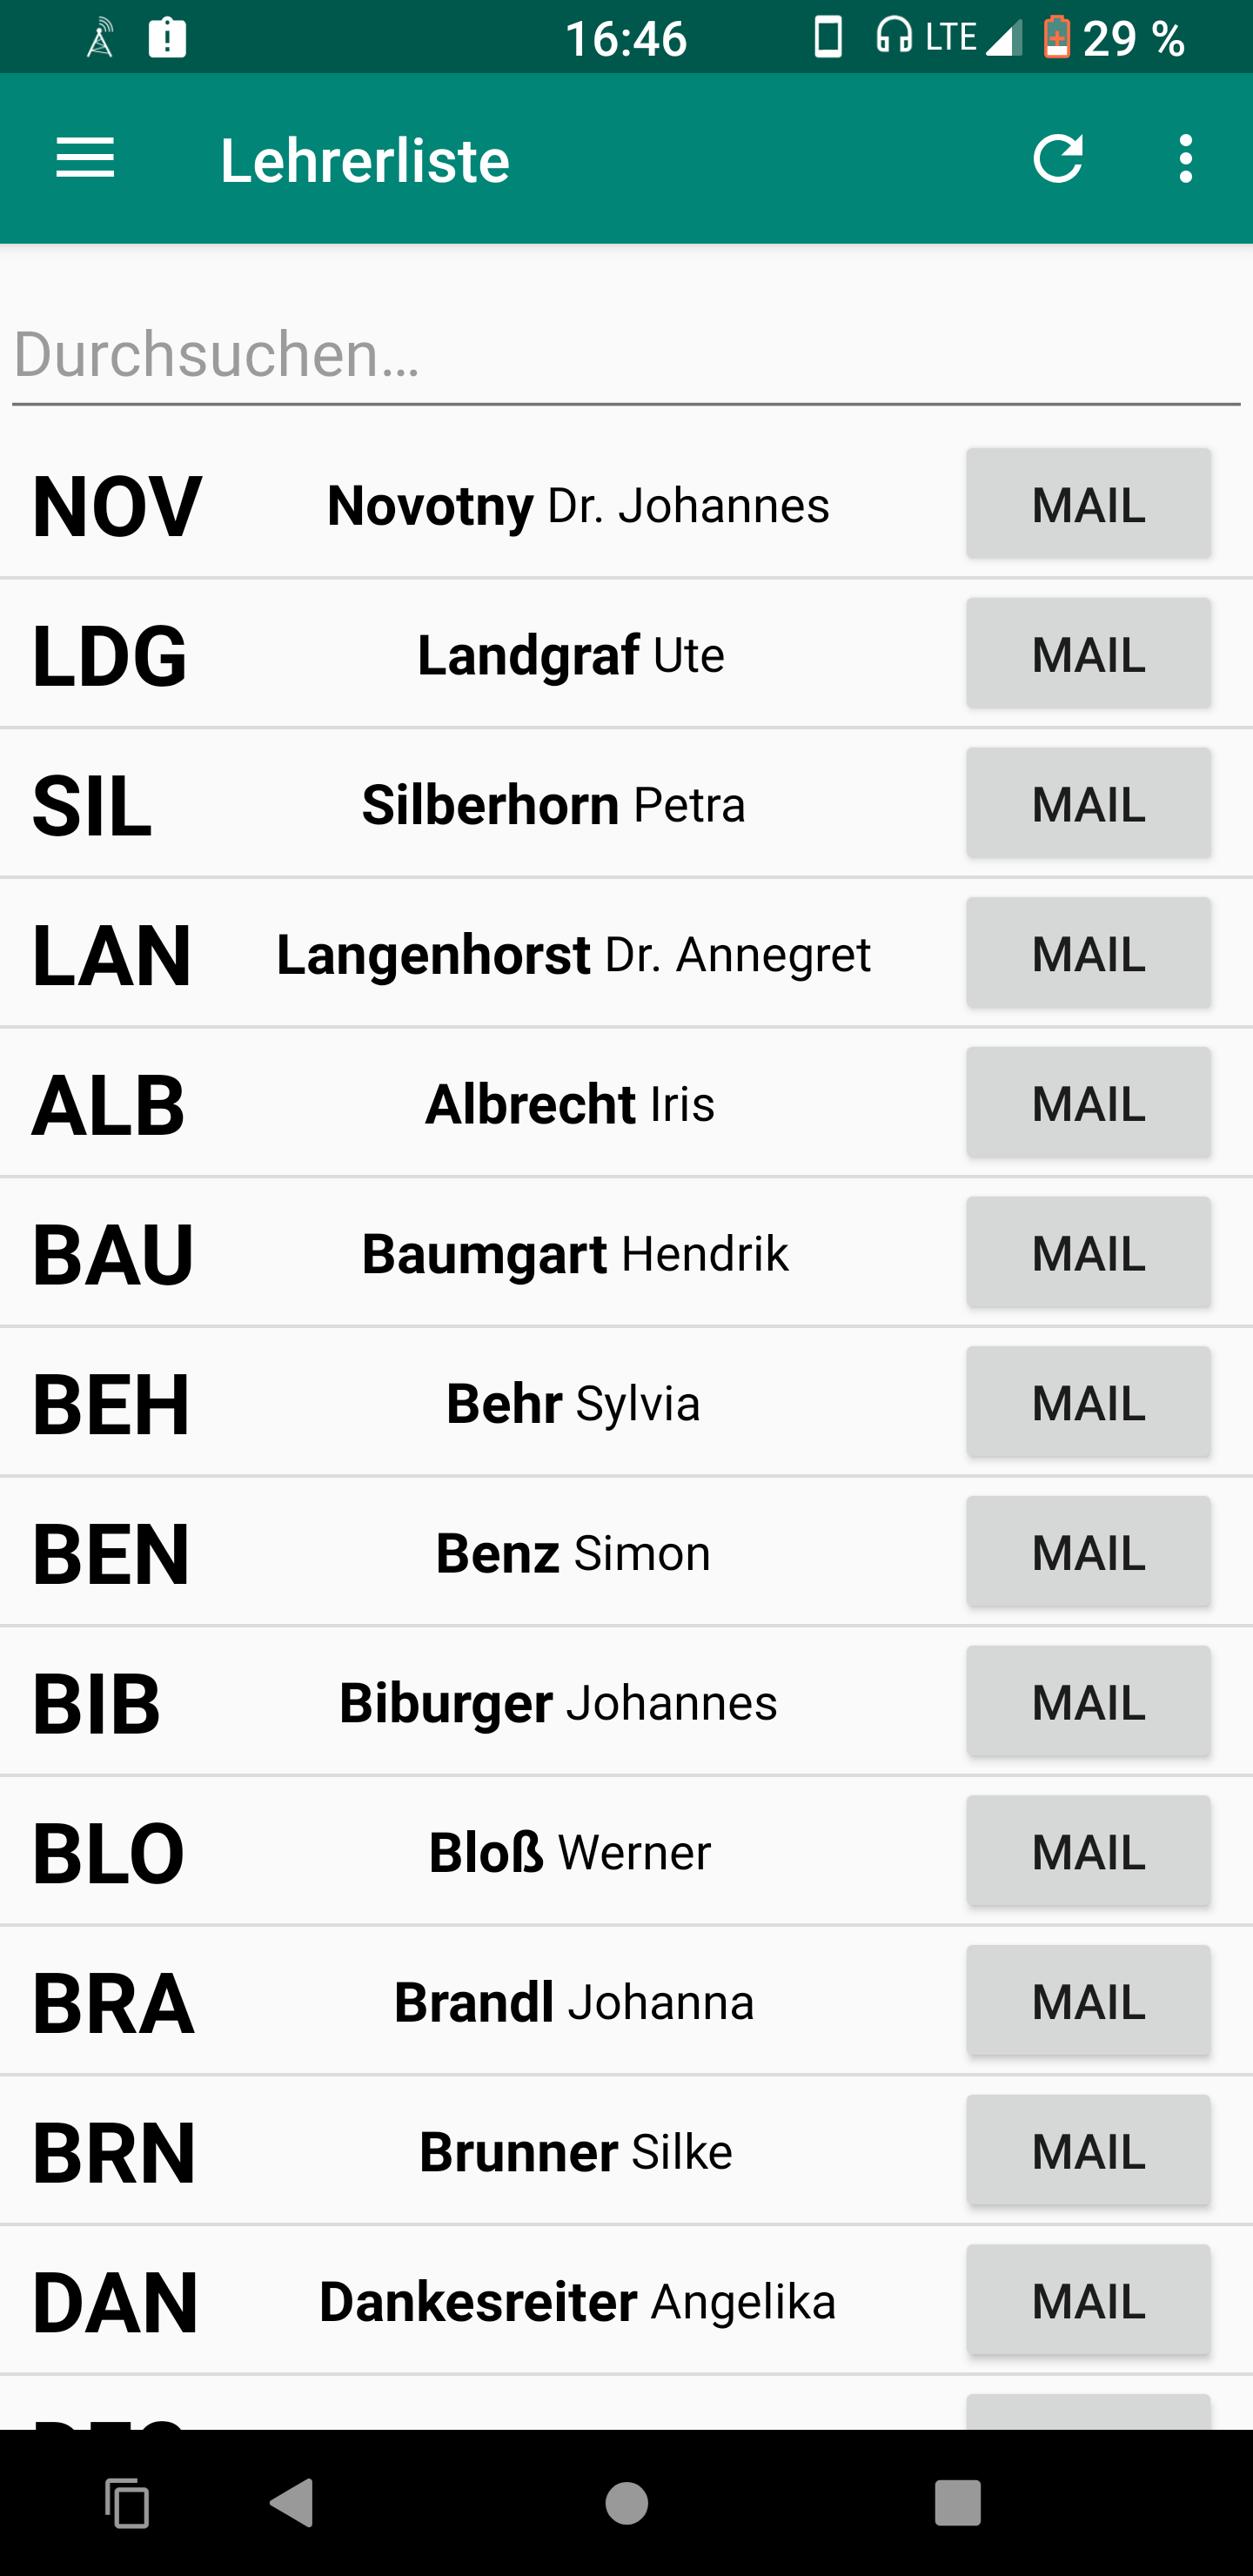 16:46 LTE 29 %
Lehrerliste
Durchsuchen…
NOV Novotny Dr. Johannes MAIL
LDG Landgraf Ute MAIL
SIL Silberhorn Petra MAIL
LAN Langenhorst Dr. Annegret MAIL
ALB Albrecht Iris MAIL
BAU Baumgart Hendrik MAIL
BEH Behr Sylvia MAIL
BEN Benz Simon MAIL
BIB Biburger Johannes MAIL
BLO Bloß Werner MAIL
BRA Brandl Johanna MAIL
BRN Brunner Silke MAIL
DAN Dankesreiter Angelika MAIL